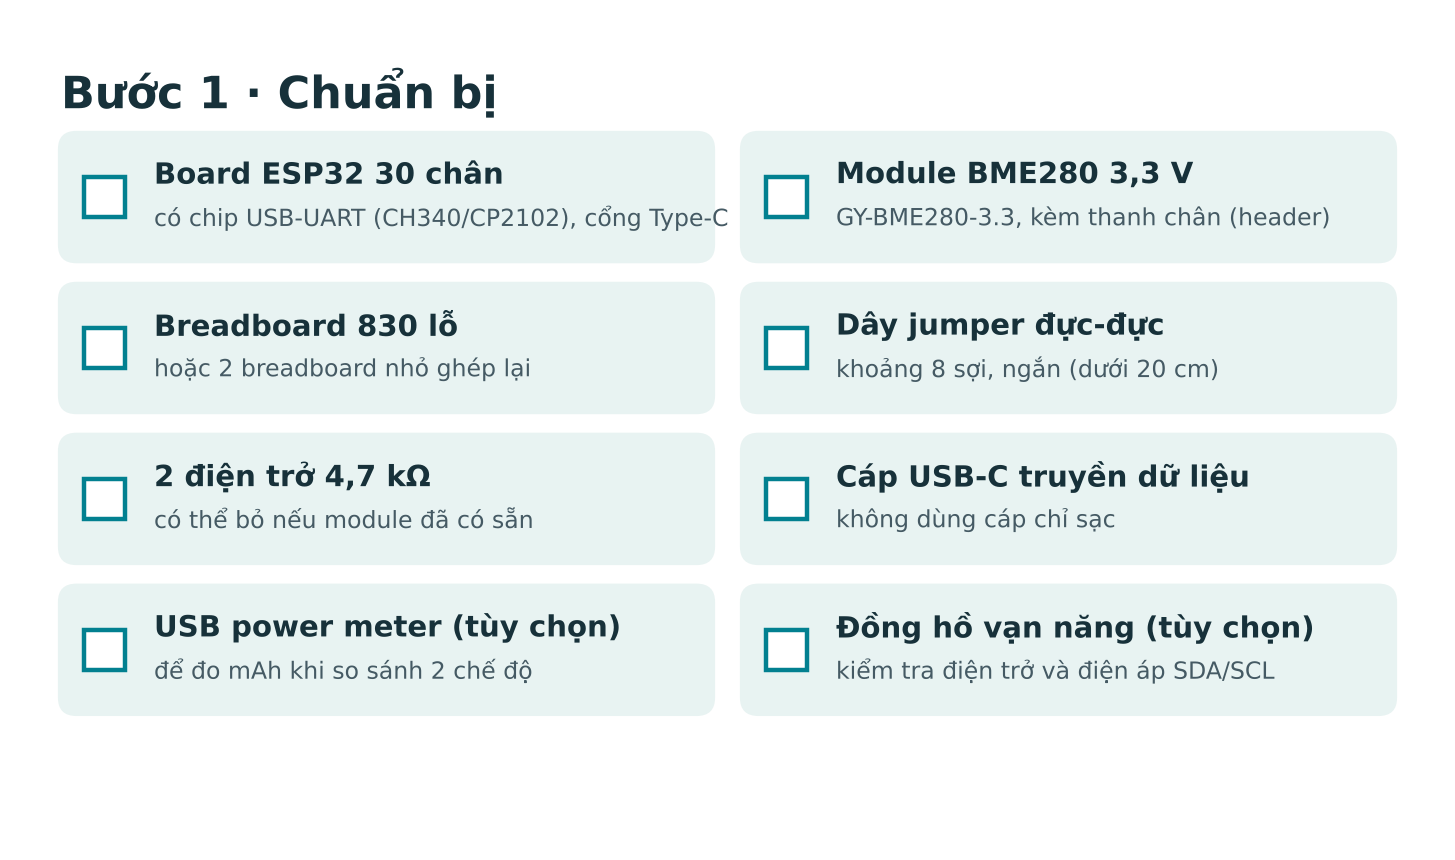 Bước 1 · Chuẩn bị
Board ESP32 30 chân
có chip USB-UART (CH340/CP2102), cổng Type-C
Module BME280 3,3 V
GY-BME280-3.3, kèm thanh chân (header)
Breadboard 830 lỗ
hoặc 2 breadboard nhỏ ghép lại
Dây jumper đực-đực
khoảng 8 sợi, ngắn (dưới 20 cm)
2 điện trở 4,7 kΩ
có thể bỏ nếu module đã có sẵn
Cáp USB-C truyền dữ liệu
không dùng cáp chỉ sạc
USB power meter (tùy chọn)
để đo mAh khi so sánh 2 chế độ
Đồng hồ vạn năng (tùy chọn)
kiểm tra điện trở và điện áp SDA/SCL